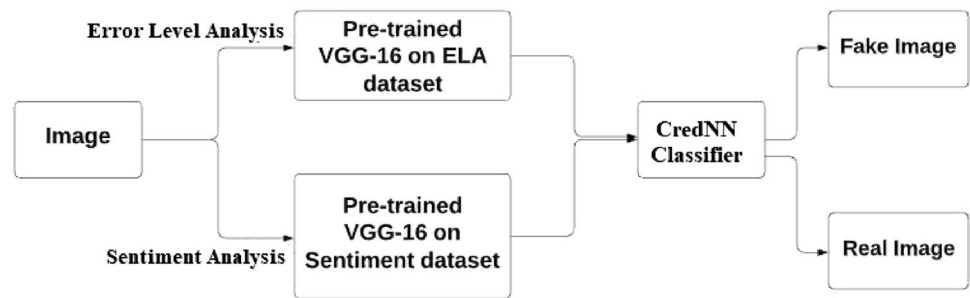 Error Level Analysis
Pre-trained
VGG-16 on ELA
dataset
Fake Image
Image
CredNN
Classifier
Pre-trained
VGG-16 on
Sentiment dataset
Sentiment Analysis
Real Image